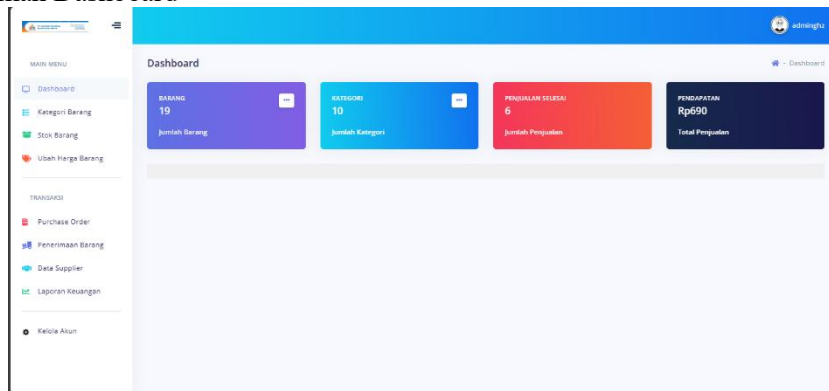 adminghz
MAIN MENU
Dashboard
Kategori Barang
Stok Barang
Ubah Harga Barang
TRANSAKSI
Purchase Order
Penerimaan Barang
Data Supplier
Laporan Keuangan
Kelola Akun
Dashboard
- Dashboard
BARANG
19
Jumlah Barang
KATEGORI
10
Jumlah Kategori
PENJUALAN SELESAI
6
Jumlah Penjualan
PENDAPATAN
Rp690
Total Penjualan